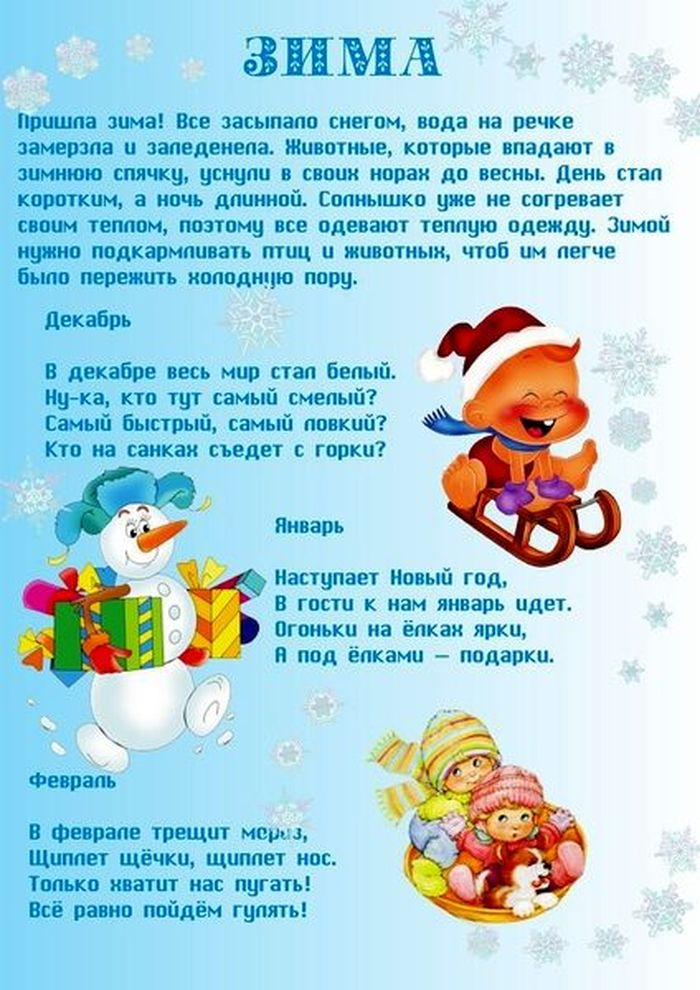 ЗИМА
Пришла зима! Все засыпало снегом, вода на речке
замерзла и заледенела. Животные, которые впадают в
зимнюю спячку, уснули в своих норах до весны. День стал
коротким, а ночь длинной. Солнышко уже не согревает
своим теплом, поэтому все одевают теплую одежду. Зимой
нужно подкармливать птиц и животных, чтоб им легче
было пережить холодную пору.
Декабрь
В декабре весь мир стал белый.
Ну-ка, кто тут самый смелый?
Самый быстрый, самый ловкий?
Кто на санках съедет с горки?
Январь
Наступает Новый год,
В гости к нам январь идет.
Огоньки на ёлках ярки,
А под ёлками – подарки.
Февраль
В феврале трещит мороз,
Щиплет щёчки, щиплет нос.
Только хватит нас пугать!
Всё равно пойдём гулять!